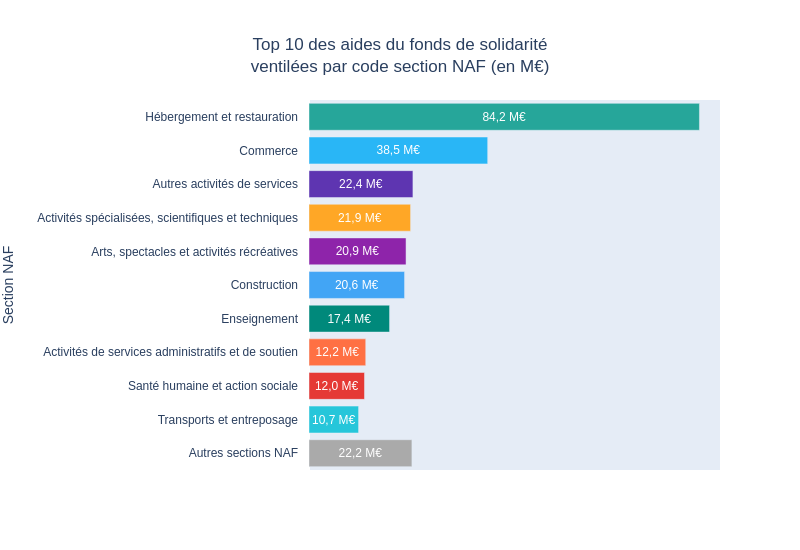 Top 10 des aides du fonds de solidarité
ventilées par code section NAF (en M€)
Section NAF
Hébergement et restauration 84,2 M€
Commerce 38,5 M€
Autres activités de services 22,4 M€
Activités spécialisées, scientifiques et techniques 21,9 M€
Arts, spectacles et activités récréatives 20,9 M€
Construction 20,6 M€
Enseignement 17,4 M€
Activités de services administratifs et de soutien 12,2 M€
Santé humaine et action sociale 12,0 M€
Transports et entreposage 10,7 M€
Autres sections NAF 22,2 M€